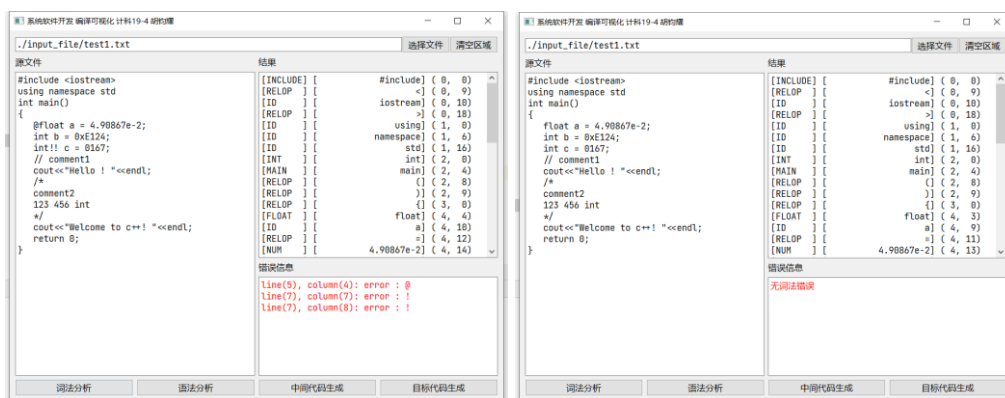 系统软件开发 编译可视化 计科19-4 胡钧耀
./input_file/test1.txt 选择文件 清空区域
源文件 结果
#include <iostream>
using namespace std
int main()
{
@float a = 4.90867e-2;
int b = 0xE124;
int!! c = 0167;
// comment1
cout<<"Hello ! "<<endl;
/*
comment2
123 456 int
*/
cout<<"Welcome to c++! "<<endl;
return 0;
}
[INCLUDE] [ #include] ( 0, 0)
[RELOP ] [ <] ( 0, 9)
[ID ] [ iostream] ( 0, 10)
[RELOP ] [ >] ( 0, 18)
[ID ] [ using] ( 1, 0)
[ID ] [ namespace] ( 1, 6)
[ID ] [ std] ( 1, 16)
[INT ] [ int] ( 2, 0)
[MAIN ] [ main] ( 2, 4)
[RELOP ] [ (] ( 2, 8)
[RELOP ] [ )] ( 2, 9)
[RELOP ] [ {] ( 3, 0)
[FLOAT ] [ float] ( 4, 4)
[ID ] [ a] ( 4, 10)
[RELOP ] [ =] ( 4, 12)
[NUM ] [ 4.90867e-2] ( 4, 14)
错误信息
line(5), column(4): error : @
line(7), column(7): error : !
line(7), column(8): error : !
词法分析 语法分析 中间代码生成 目标代码生成
系统软件开发 编译可视化 计科19-4 胡钧耀
./input_file/test1.txt 选择文件 清空区域
源文件 结果
#include <iostream>
using namespace std
int main()
{
float a = 4.90867e-2;
int b = 0xE124;
int c = 0167;
// comment1
cout<<"Hello ! "<<endl;
/*
comment2
123 456 int
*/
cout<<"Welcome to c++! "<<endl;
return 0;
}
[INCLUDE] [ #include] ( 0, 0)
[RELOP ] [ <] ( 0, 9)
[ID ] [ iostream] ( 0, 10)
[RELOP ] [ >] ( 0, 18)
[ID ] [ using] ( 1, 0)
[ID ] [ namespace] ( 1, 6)
[ID ] [ std] ( 1, 16)
[INT ] [ int] ( 2, 0)
[MAIN ] [ main] ( 2, 4)
[RELOP ] [ (] ( 2, 8)
[RELOP ] [ )] ( 2, 9)
[RELOP ] [ {] ( 3, 0)
[FLOAT ] [ float] ( 4, 3)
[ID ] [ a] ( 4, 9)
[RELOP ] [ =] ( 4, 11)
[NUM ] [ 4.90867e-2] ( 4, 13)
错误信息
无词法错误
词法分析 语法分析 中间代码生成 目标代码生成